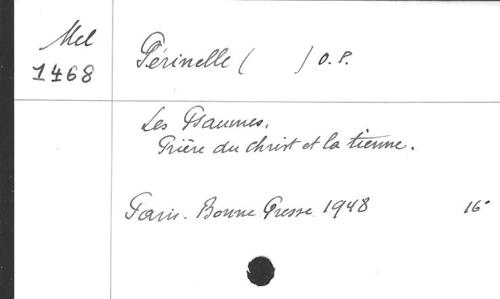 Mel
1468
Périnelle (      ) O.P.
Les Psaumes.
Prière du Christ et la tienne.
Paris. Bonne Presse 1948 16°